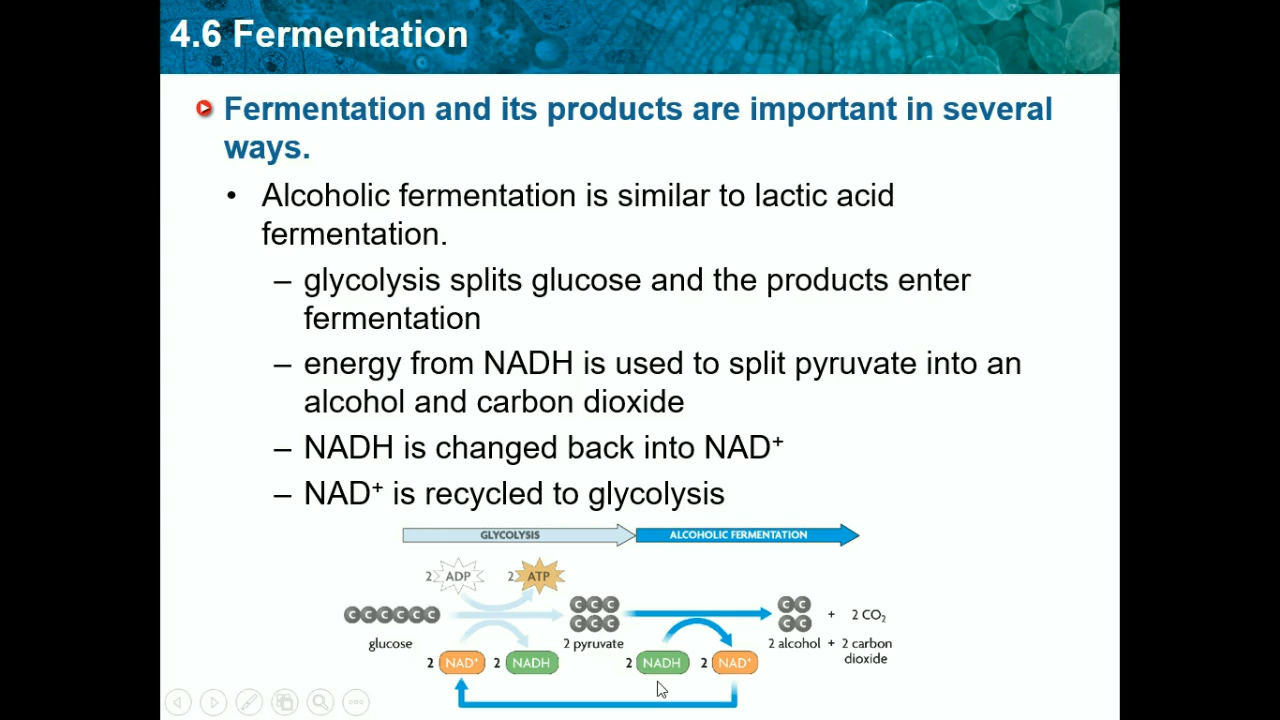 4.6 Fermentation
Fermentation and its products are important in several
ways.
• Alcoholic fermentation is similar to lactic acid
fermentation.
– glycolysis splits glucose and the products enter
fermentation
– energy from NADH is used to split pyruvate into an
alcohol and carbon dioxide
– NADH is changed back into NAD⁺
– NAD⁺ is recycled to glycolysis
GLYCOLYSIS ALCOHOLIC FERMENTATION
2 ADP 2 ATP
C C C C C C C C C C C + 2 CO₂
C C C C C
glucose 2 pyruvate 2 alcohol + 2 carbon
dioxide
2 NAD⁺ 2 NADH 2 NADH 2 NAD⁺